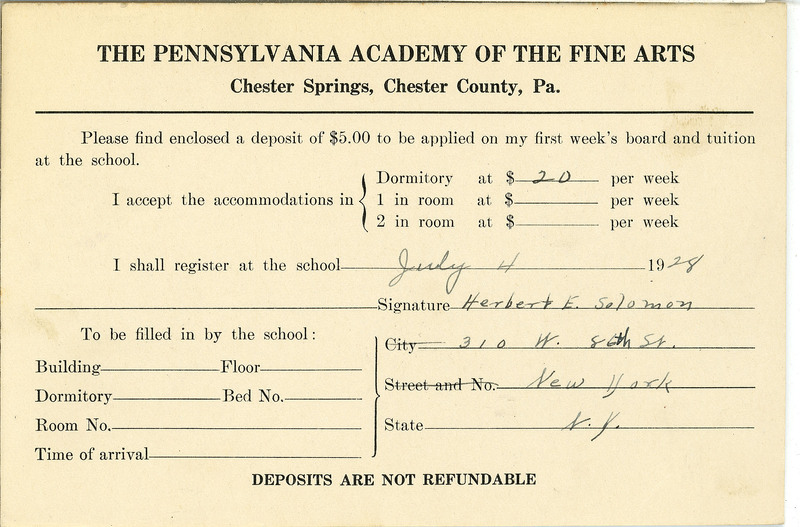 THE PENNSYLVANIA ACADEMY OF THE FINE ARTS
Chester Springs, Chester County, Pa.
Please find enclosed a deposit of $5.00 to be applied on my first week's board and tuition
at the school.
I accept the accommodations in
Dormitory at $ 20 per week
1 in room at $ per week
2 in room at $ per week
I shall register at the school July 4 1928
Signature Herbert E. Solomon
To be filled in by the school:
Building Floor
Dormitory Bed No.
Room No.
Time of arrival
City 310 W. 86th St.
Street and No. New York
State N.Y.
DEPOSITS ARE NOT REFUNDABLE